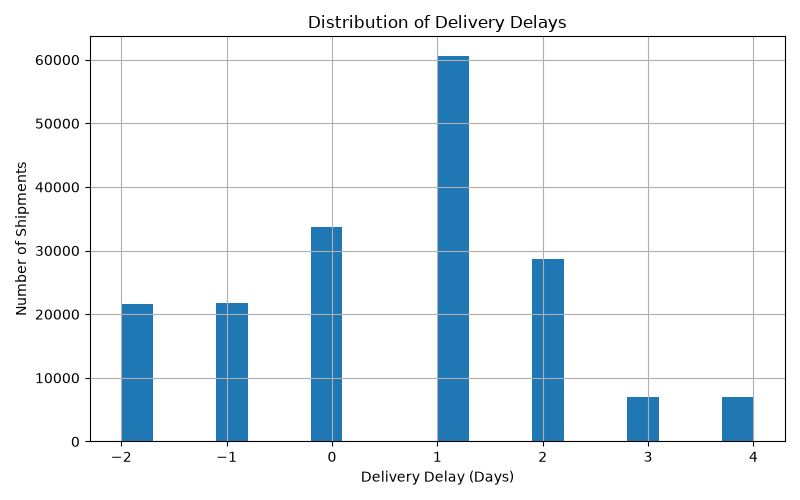 Distribution of Delivery Delays
Number of Shipments
60000
50000
40000
30000
20000
10000
0
−2 −1 0 1 2 3 4
Delivery Delay (Days)